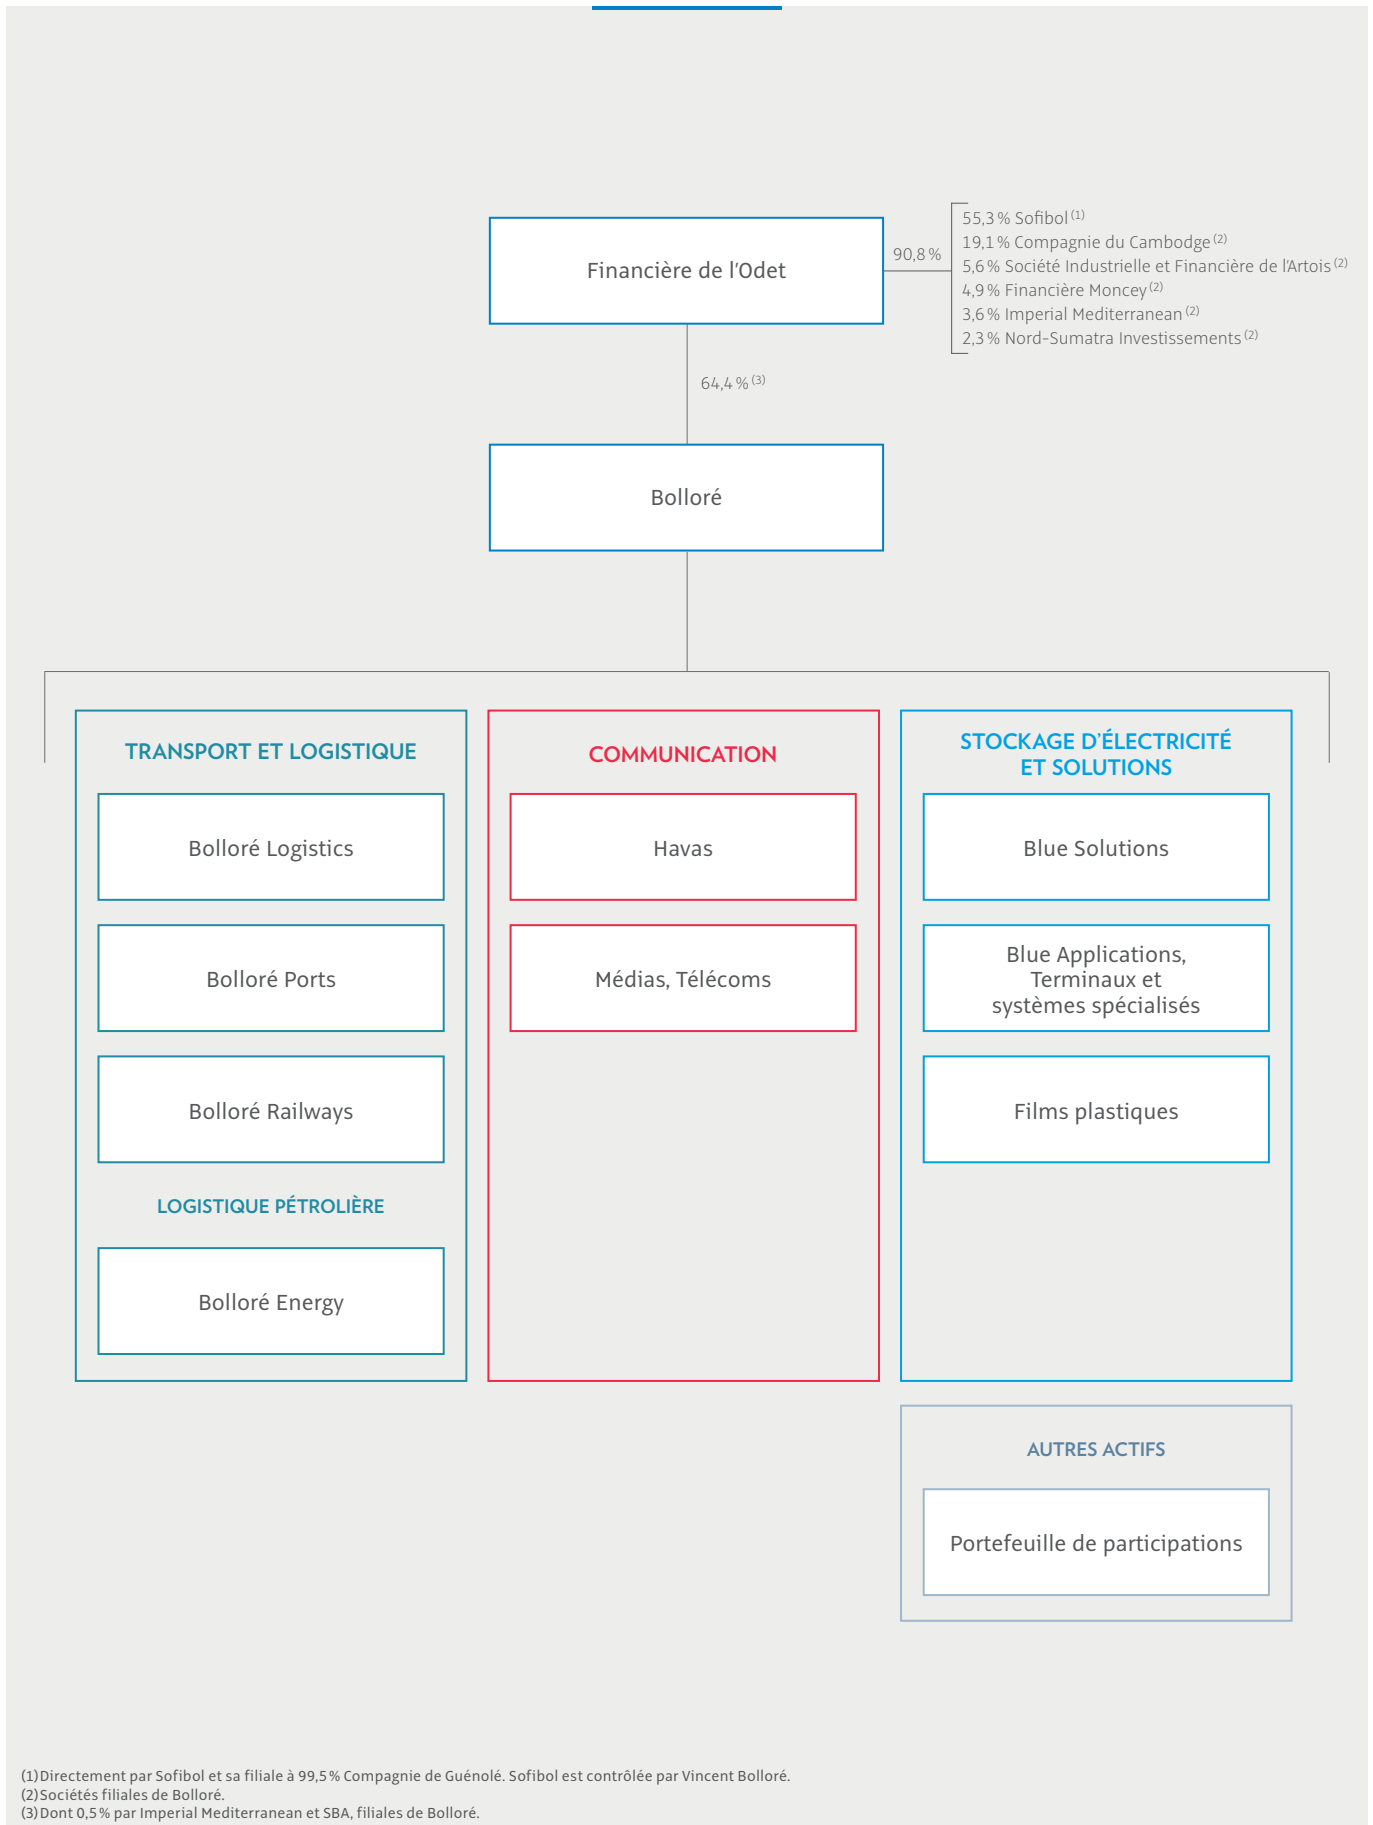 Financière de l'Odet
90,8 %
55,3 % Sofibol (1)
19,1 % Compagnie du Cambodge (2)
5,6 % Société Industrielle et Financière de l'Artois (2)
4,9 % Financière Moncey (2)
3,6 % Imperial Mediterranean (2)
2,3 % Nord-Sumatra Investissements (2)
64,4 % (3)
Bolloré
TRANSPORT ET LOGISTIQUE
Bolloré Logistics
Bolloré Ports
Bolloré Railways
LOGISTIQUE PÉTROLIÈRE
Bolloré Energy
COMMUNICATION
Havas
Médias, Télécoms
STOCKAGE D'ÉLECTRICITÉ
ET SOLUTIONS
Blue Solutions
Blue Applications,
Terminaux et
systèmes spécialisés
Films plastiques
AUTRES ACTIFS
Portefeuille de participations
(1) Directement par Sofibol et sa filiale à 99,5 % Compagnie de Guénolé. Sofibol est contrôlée par Vincent Bolloré.
(2) Sociétés filiales de Bolloré.
(3) Dont 0,5 % par Imperial Mediterranean et SBA, filiales de Bolloré.